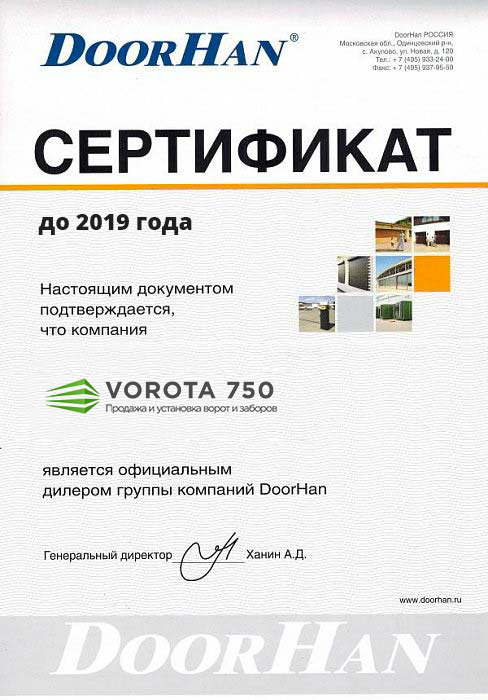 DOORHAN®
DoorHan РОССИЯ
Московская обл., Одинцовский р-н,
с. Акулово, ул. Новая, д. 120
Тел.: + 7 (495) 933-24-00
Факс: + 7 (495) 937-95-50
СЕРТИФИКАТ
до 2019 года
Настоящим документом
подтверждается,
что компания
VOROTA 750
Продажа и установка ворот и заборов
является официальным
дилером группы компаний DoorHan
Генеральный директор Ханин А.Д.
www.doorhan.ru
DOORHAN